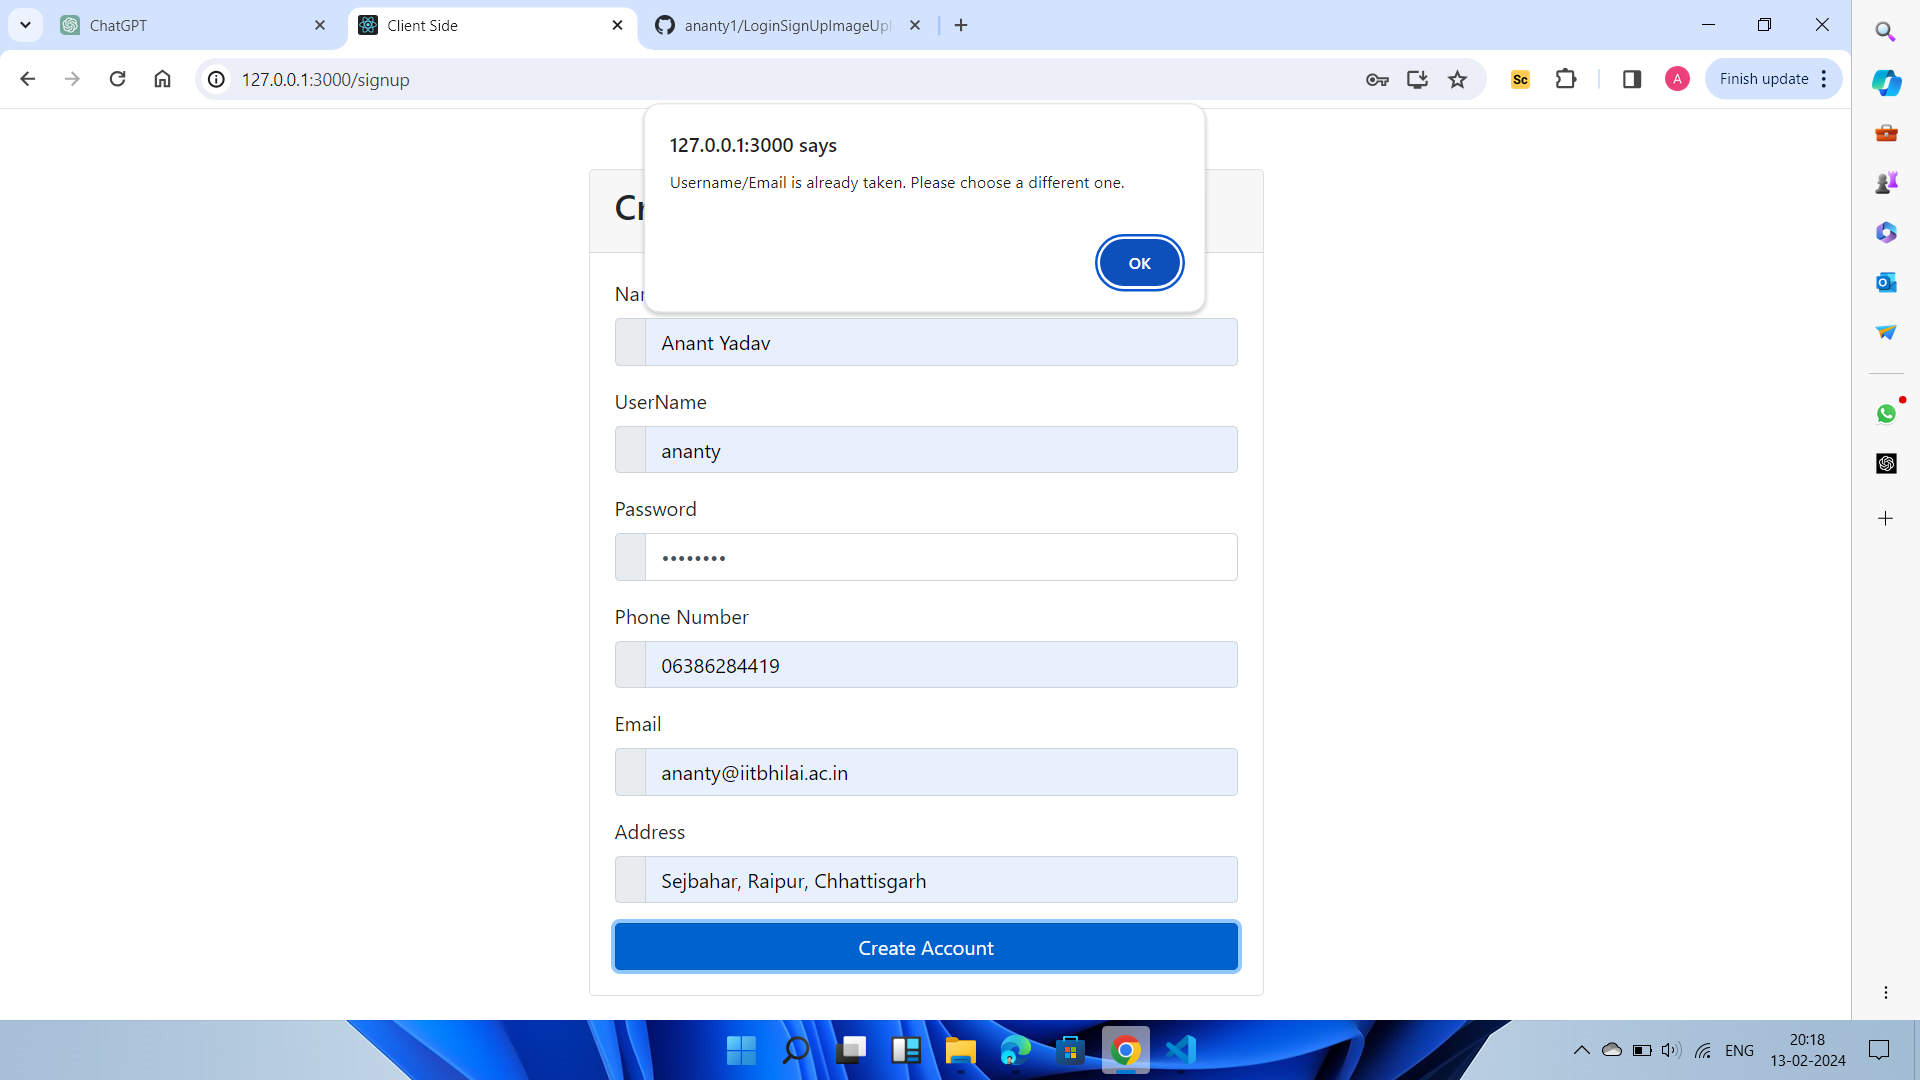 ChatGPT
Client Side
ananty1/LoginSignUpImageUpl
127.0.0.1:3000/signup
Sc
A
Finish update
127.0.0.1:3000 says
Username/Email is already taken. Please choose a different one.
OK
Cr
Nar
Anant Yadav
UserName
ananty
Password
••••••••
Phone Number
06386284419
Email
ananty@iitbhilai.ac.in
Address
Sejbahar, Raipur, Chhattisgarh
Create Account
ENG
20:18
13-02-2024